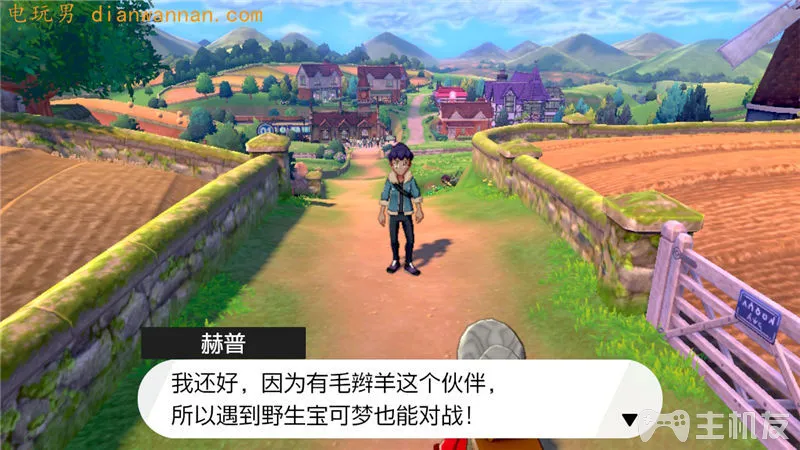 电玩男 dianwannan.com
赫普
我还好，因为有毛辫羊这个伙伴，
所以遇到野生宝可梦也能对战！
主机友